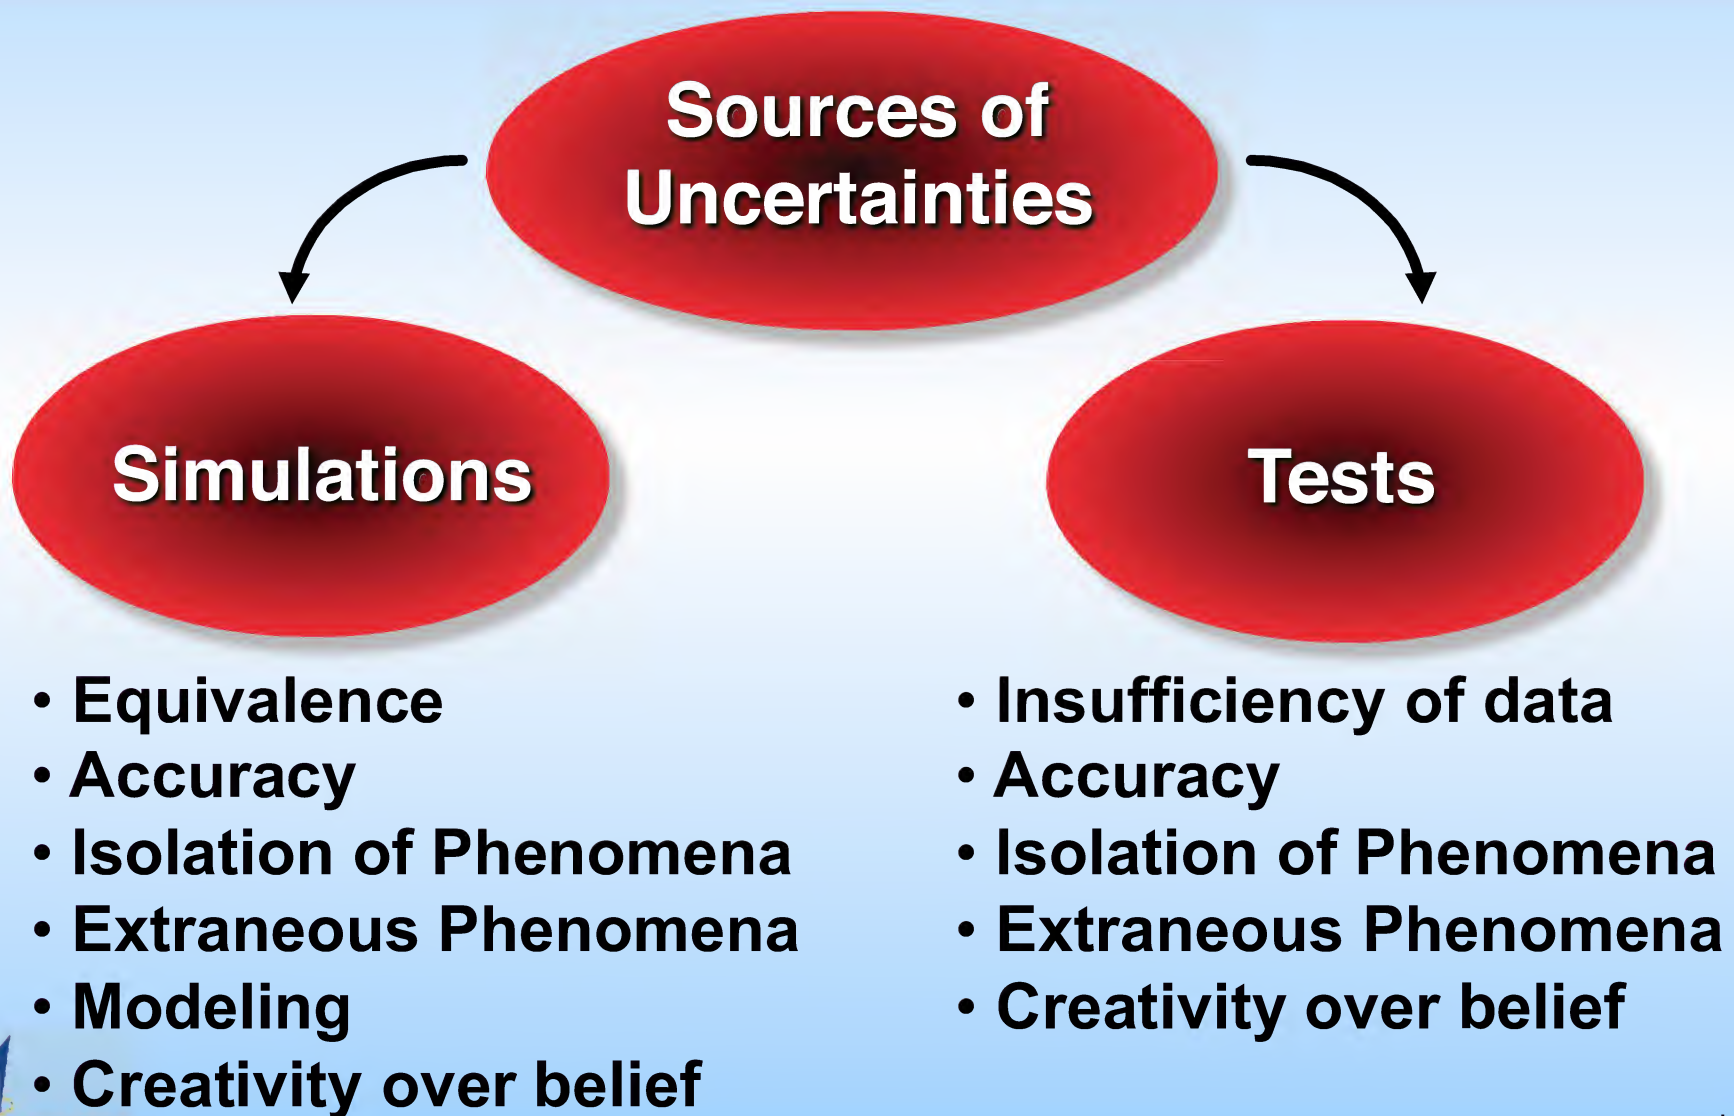 Sources of
Uncertainties
Simulations
• Equivalence
• Accuracy
• Isolation of Phenomena
• Extraneous Phenomena
• Modeling
• Creativity over belief
Tests
• Insufficiency of data
• Accuracy
• Isolation of Phenomena
• Extraneous Phenomena
• Creativity over belief